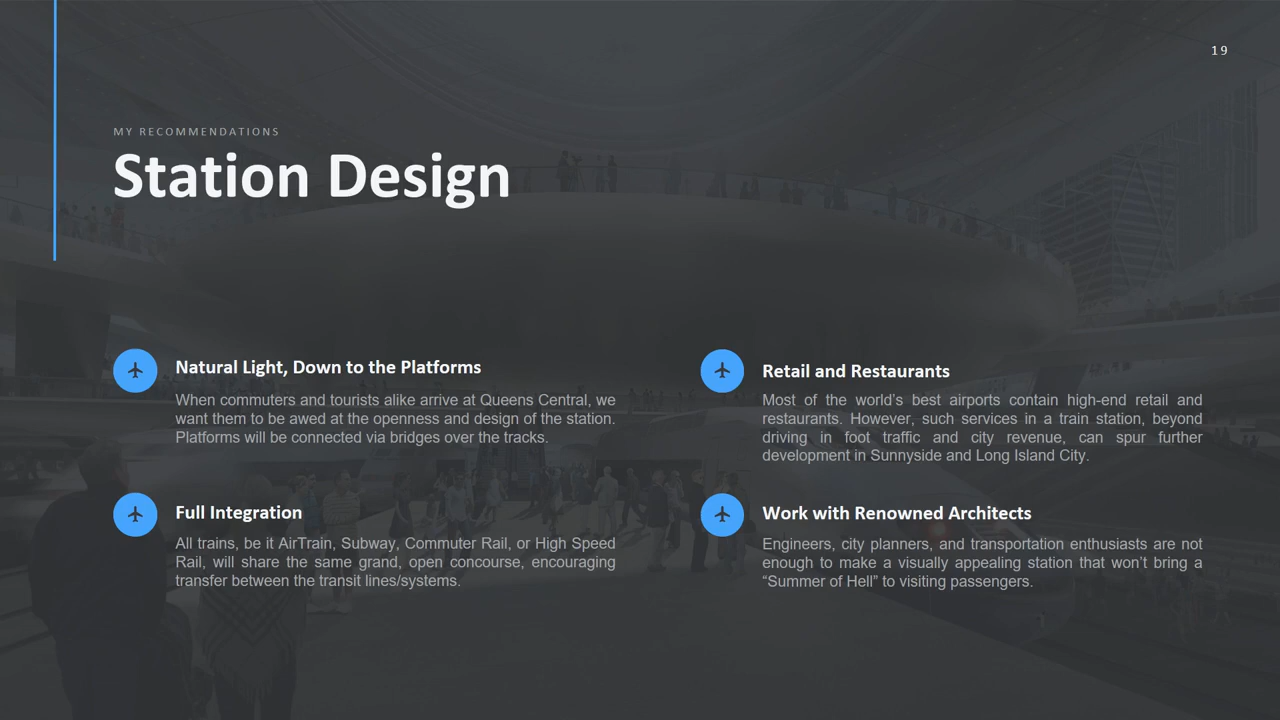 19
MY RECOMMENDATIONS
Station Design
Natural Light, Down to the Platforms
When commuters and tourists alike arrive at Queens Central, we
want them to be awed at the openness and design of the station.
Platforms will be connected via bridges over the tracks.
Retail and Restaurants
Most of the world’s best airports contain high-end retail and
restaurants. However, such services in a train station, beyond
driving in foot traffic and city revenue, can spur further
development in Sunnyside and Long Island City.
Full Integration
All trains, be it AirTrain, Subway, Commuter Rail, or High Speed
Rail, will share the same grand, open concourse, encouraging
transfer between the transit lines/systems.
Work with Renowned Architects
Engineers, city planners, and transportation enthusiasts are not
enough to make a visually appealing station that won’t bring a
“Summer of Hell” to visiting passengers.